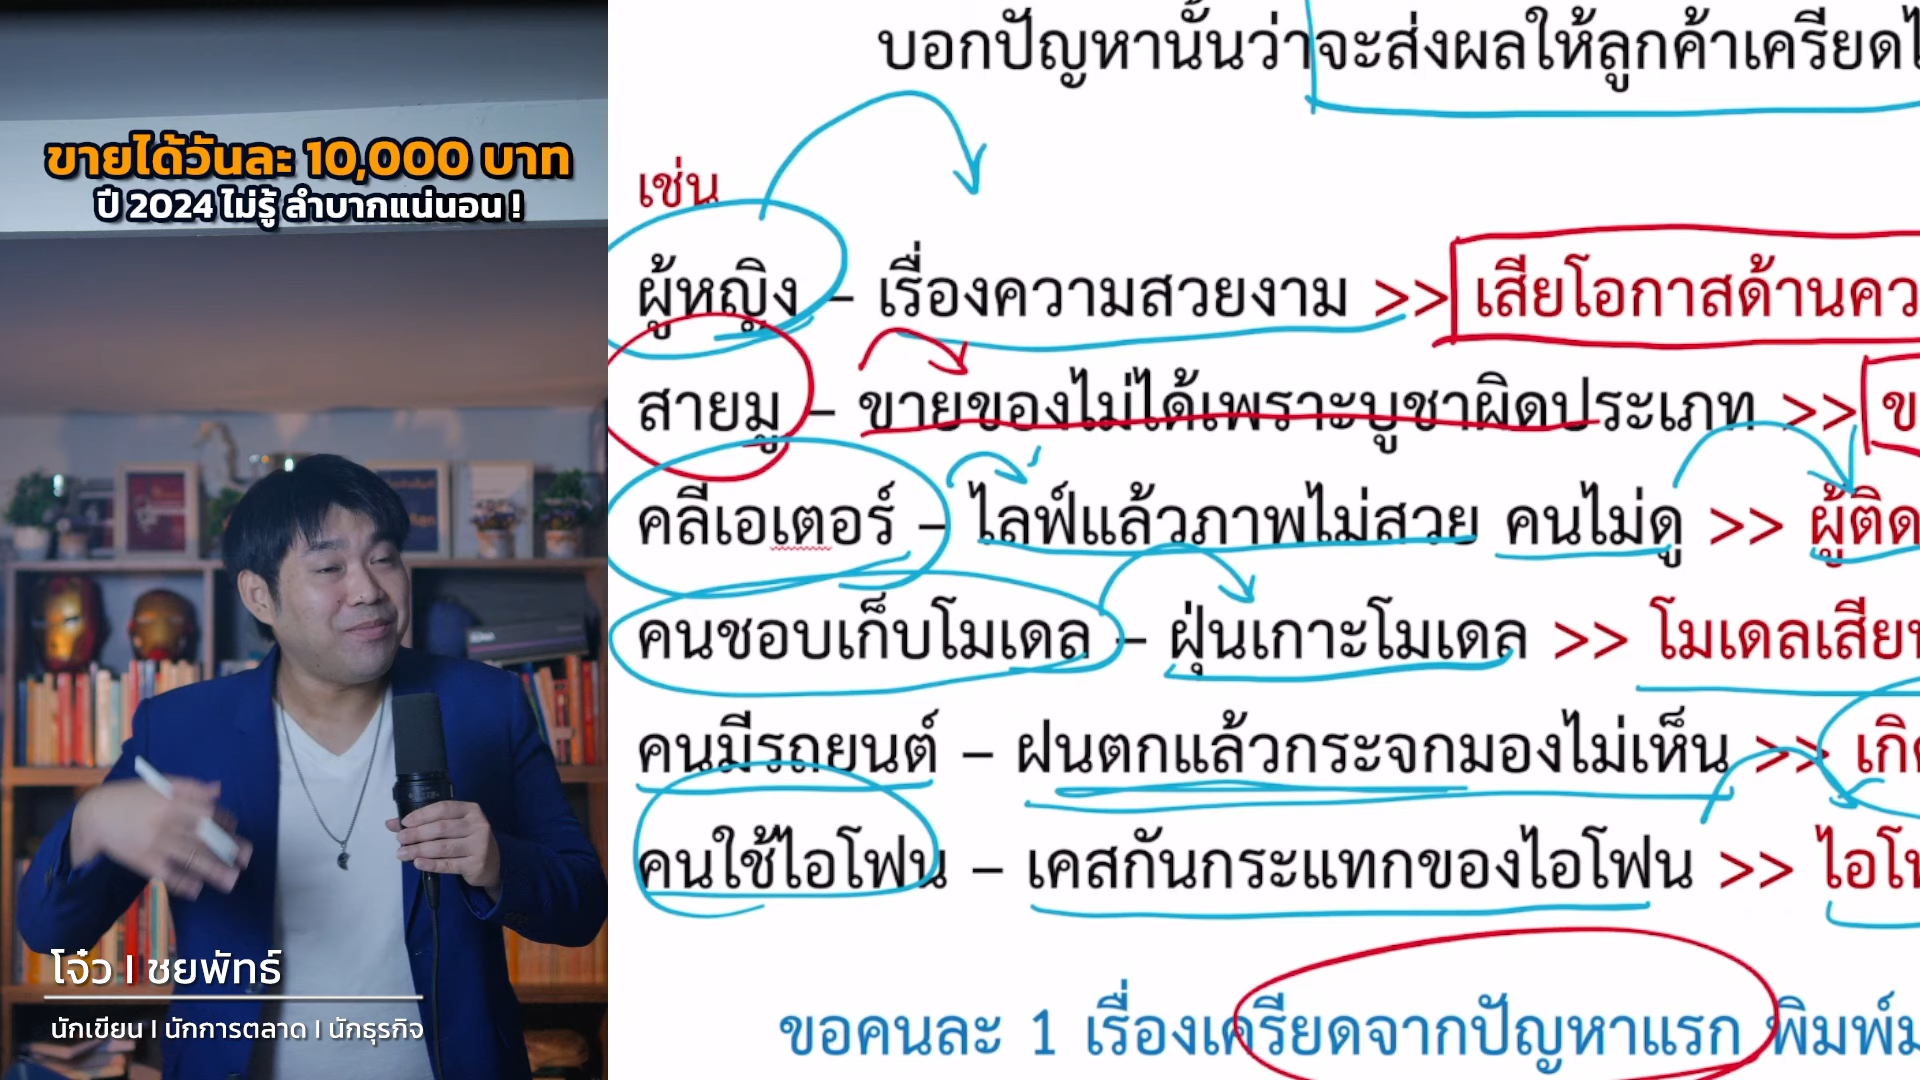 ขายได้วันละ 10,000 บาท
ปี 2024 ไม่รู้ ลำบากแน่นอน !
โจ๋ว I ชยพัทธ์
นักเขียน I นักการตลาด I นักธุรกิจ
บอกปัญหานั้นว่าจะส่งผลให้ลูกค้าเครียด
เช่น
ผู้หญิง – เรื่องความสวยงาม >> เสียโอกาสด้านคว
สายมู – ขายของไม่ได้เพราะบูชาผิดประเภท >> ข
คลีเอเตอร์ – ไลฟ์แล้วภาพไม่สวย คนไม่ดู >> ผู้ติด
คนชอบเก็บโมเดล – ฝุ่นเกาะโมเดล >> โมเดลเสีย
คนมีรถยนต์ – ฝนตกแล้วกระจกมองไม่เห็น >> เกิ
คนใช้ไอโฟน – เคสกันกระแทกของไอโฟน >> ไอโ
ขอคนละ 1 เรื่องเครียดจากปัญหาแรก พิมพ์